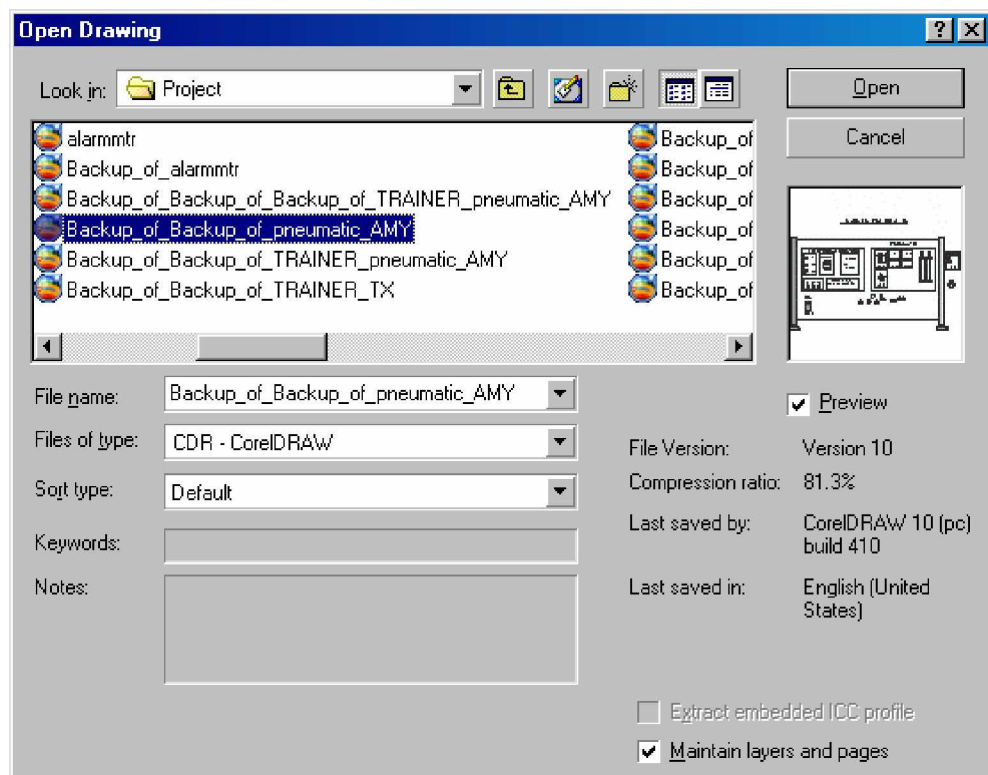 Open Drawing
Look in: Project
Open
Cancel
alarmmtr
Backup_of_alarmmtr
Backup_of_Backup_of_Backup_of_TRAINER_pneumatic_AMY
Backup_of_Backup_of_pneumatic_AMY
Backup_of_Backup_of_TRAINER_pneumatic_AMY
Backup_of_Backup_of_TRAINER_TX
Backup_of
Backup_of
Backup_of
Backup_of
Backup_of
Backup_of
File name: Backup_of_Backup_of_pneumatic_AMY
Files of type: CDR - CorelDRAW
Sort type: Default
Keywords:
Notes:
Preview
File Version: Version 10
Compression ratio: 81.3%
Last saved by: CorelDRAW 10 (pc)
build 410
Last saved in: English (United
States)
Extract embedded ICC profile
Maintain layers and pages